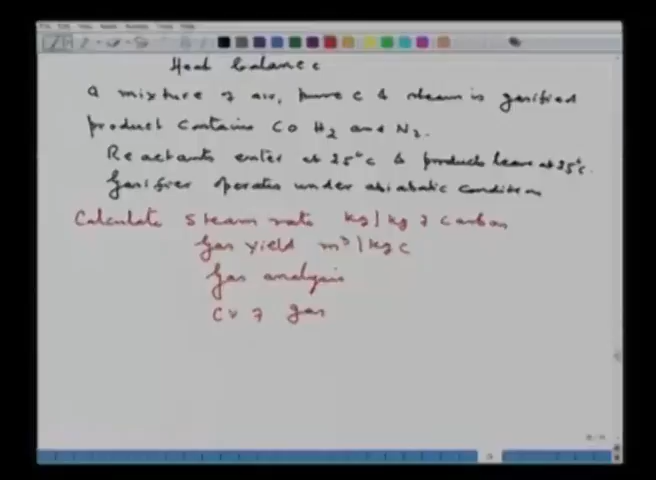 Heat balance
a mixture of air, pure C & steam is gasified
product contains CO H2 and N2.
Reactants enter at 25°C & products leave at 25°C.
Gasifier operates under adiabatic condition
Calculate steam rate kg/kg of carbon
Gas yield m³/kg C
Gas analysis
CV of gas